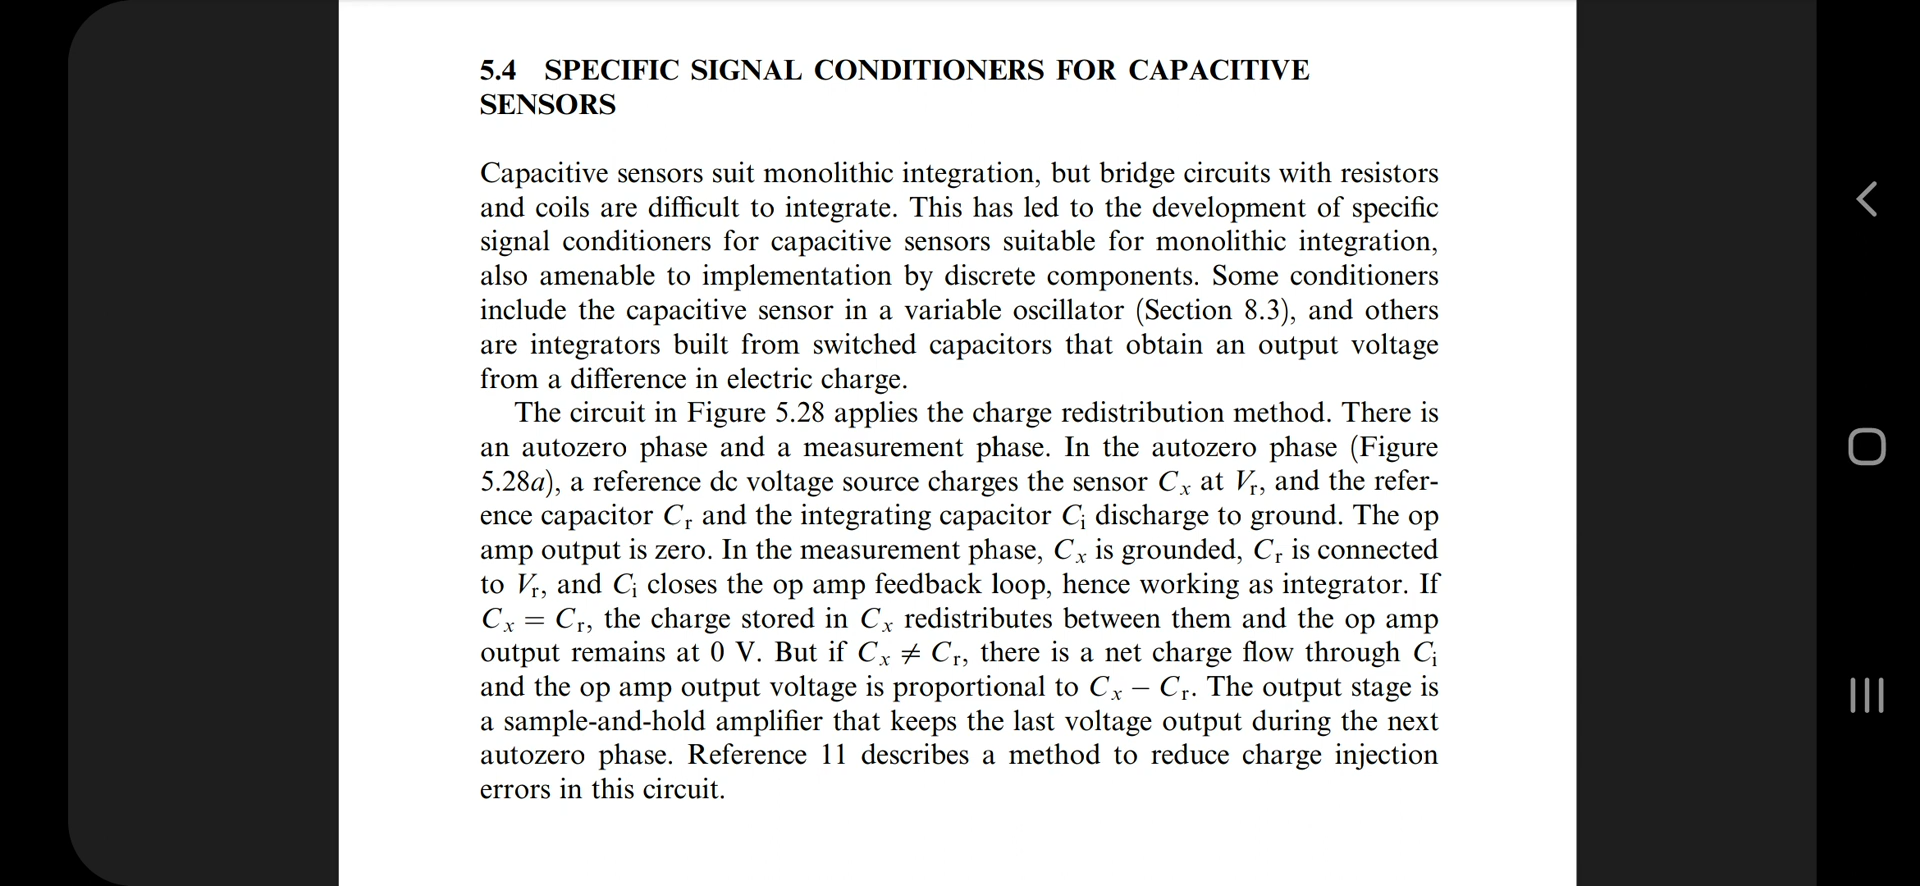 5.4 SPECIFIC SIGNAL CONDITIONERS FOR CAPACITIVE
SENSORS
Capacitive sensors suit monolithic integration, but bridge circuits with resistors
and coils are difficult to integrate. This has led to the development of specific
signal conditioners for capacitive sensors suitable for monolithic integration,
also amenable to implementation by discrete components. Some conditioners
include the capacitive sensor in a variable oscillator (Section 8.3), and others
are integrators built from switched capacitors that obtain an output voltage
from a difference in electric charge.
The circuit in Figure 5.28 applies the charge redistribution method. There is
an autozero phase and a measurement phase. In the autozero phase (Figure
5.28a), a reference dc voltage source charges the sensor Cₓ at Vᵣ, and the refer-
ence capacitor Cᵣ and the integrating capacitor Cᵢ discharge to ground. The op
amp output is zero. In the measurement phase, Cₓ is grounded, Cᵣ is connected
to Vᵣ, and Cᵢ closes the op amp feedback loop, hence working as integrator. If
Cₓ = Cᵣ, the charge stored in Cₓ redistributes between them and the op amp
output remains at 0 V. But if Cₓ ≠ Cᵣ, there is a net charge flow through Cᵢ
and the op amp output voltage is proportional to Cₓ − Cᵣ. The output stage is
a sample-and-hold amplifier that keeps the last voltage output during the next
autozero phase. Reference 11 describes a method to reduce charge injection
errors in this circuit.